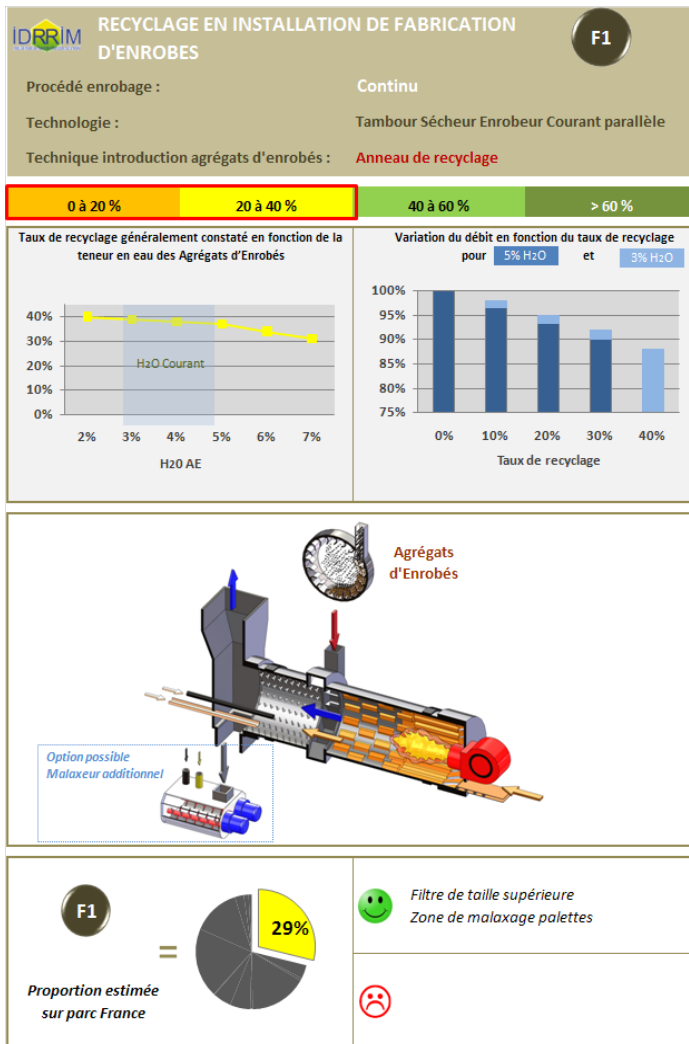 IDRRIM
RECYCLAGE EN INSTALLATION DE FABRICATION
D'ENROBES
F1
Procédé enrobage :
Continu
Technologie :
Tambour Sécheur Enrobeur Courant parallèle
Technique introduction agrégats d'enrobés :
Anneau de recyclage
0 à 20 %
20 à 40 %
40 à 60 %
> 60 %
Taux de recyclage généralement constaté en fonction de la
teneur en eau des Agrégats d'Enrobés
40%
30%
20%
10%
0%
H2O Courant
2% 3% 4% 5% 6% 7%
H20 AE
Variation du débit en fonction du taux de recyclage
pour 5% H2O et 3% H2O
100%
95%
90%
85%
80%
75%
0% 10% 20% 30% 40%
Taux de recyclage
Agrégats
d'Enrobés
Option possible
Malaxeur additionnel
F1
=
29%
Proportion estimée
sur parc France
Filtre de taille supérieure
Zone de malaxage palettes